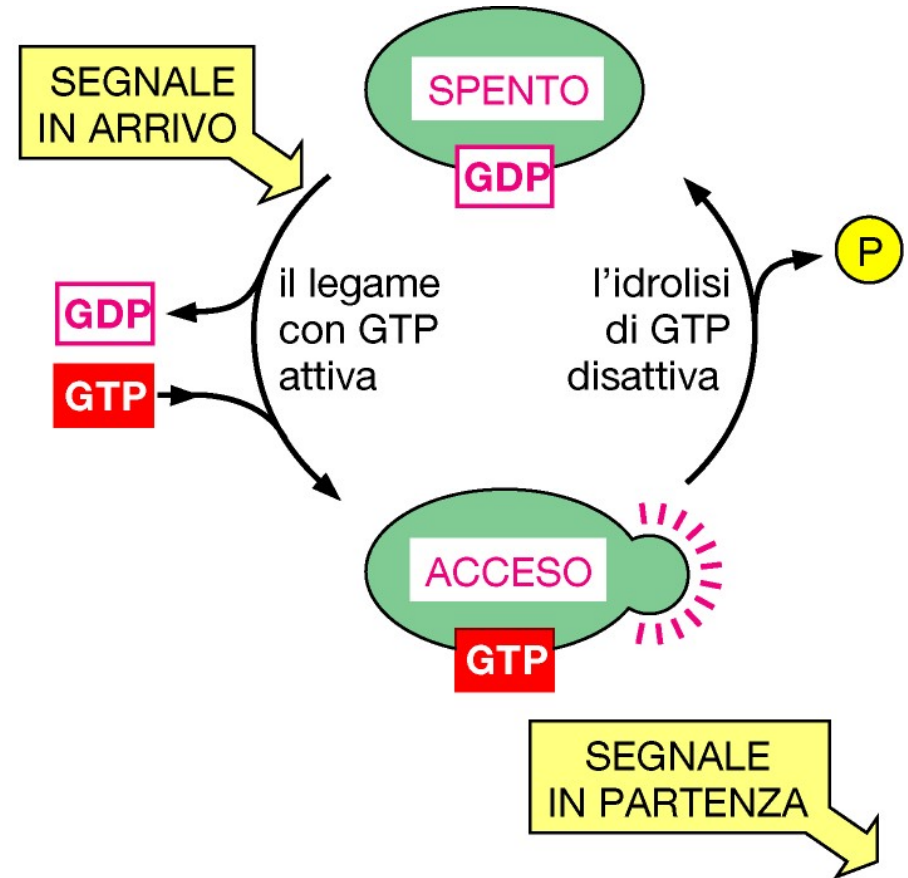 SEGNALE
IN ARRIVO
SPENTO
GDP
il legame
con GTP
attiva
l'idrolisi
di GTP
disattiva
P
GDP
GTP
ACCESO
GTP
SEGNALE
IN PARTENZA